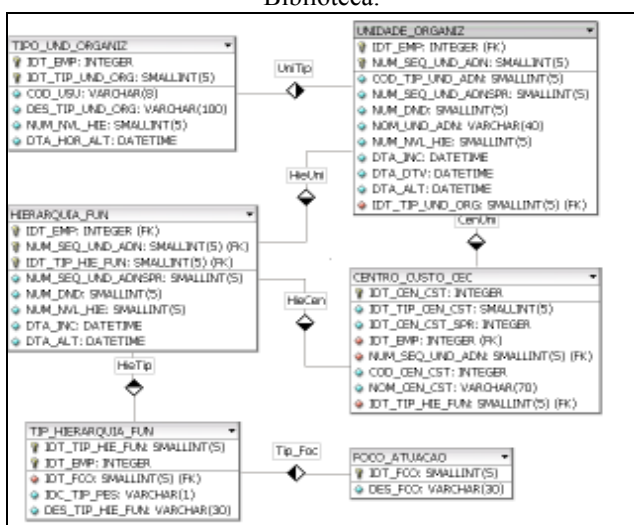 Biblioteca.
TIPO_UND_ORGANIZ
IDT_EMP: INTEGER
IDT_TIP_UND_ORG: SMALLINT(5)
COD_USU: VARCHAR(8)
DES_TIP_UND_ORG: VARCHAR(100)
NUM_NVL_HIE: SMALLINT(5)
DTA_HOR_ALT: DATETIME
UniTip
UNIDADE_ORGANIZ
IDT_EMP: INTEGER (FK)
NUM_SEQ_UND_ADN: SMALLINT(5)
COD_TIP_UND_ADN: SMALLINT(5)
NUM_SEQ_UND_ADNSPR: SMALLINT(5)
NUM_DND: SMALLINT(5)
NOM_UND_ADN: VARCHAR(40)
NUM_NVL_HIE: SMALLINT(5)
DTA_INC: DATETIME
DTA_DTV: DATETIME
DTA_ALT: DATETIME
IDT_TIP_UND_ORG: SMALLINT(5) (FK)
HieUni
CenUni
HIERARQUIA_FUN
IDT_EMP: INTEGER (FK)
NUM_SEQ_UND_ADN: SMALLINT(5) (FK)
IDT_TIP_HIE_FUN: SMALLINT(5) (FK)
NUM_SEQ_UND_ADNSPR: SMALLINT(5)
NUM_DND: SMALLINT(5)
NUM_NVL_HIE: SMALLINT(5)
DTA_INC: DATETIME
DTA_ALT: DATETIME
HieCen
CENTRO_CUSTO_CEC
IDT_CEN_CST: INTEGER
IDT_TIP_CEN_CST: SMALLINT(5)
IDT_CEN_CST_SPR: INTEGER
IDT_EMP: INTEGER (FK)
NUM_SEQ_UND_ADN: SMALLINT(5) (FK)
COD_CEN_CST: INTEGER
NOM_CEN_CST: VARCHAR(70)
IDT_TIP_HIE_FUN: SMALLINT(5) (FK)
HieTip
TIP_HIERARQUIA_FUN
IDT_TIP_HIE_FUN: SMALLINT(5)
IDT_EMP: INTEGER
IDT_FCO: SMALLINT(5) (FK)
IDC_TIP_PES: VARCHAR(1)
DES_TIP_HIE_FUN: VARCHAR(30)
Tip_Foc
FOCO_ATUACAO
IDT_FCO: SMALLINT(5)
DES_FCO: VARCHAR(30)